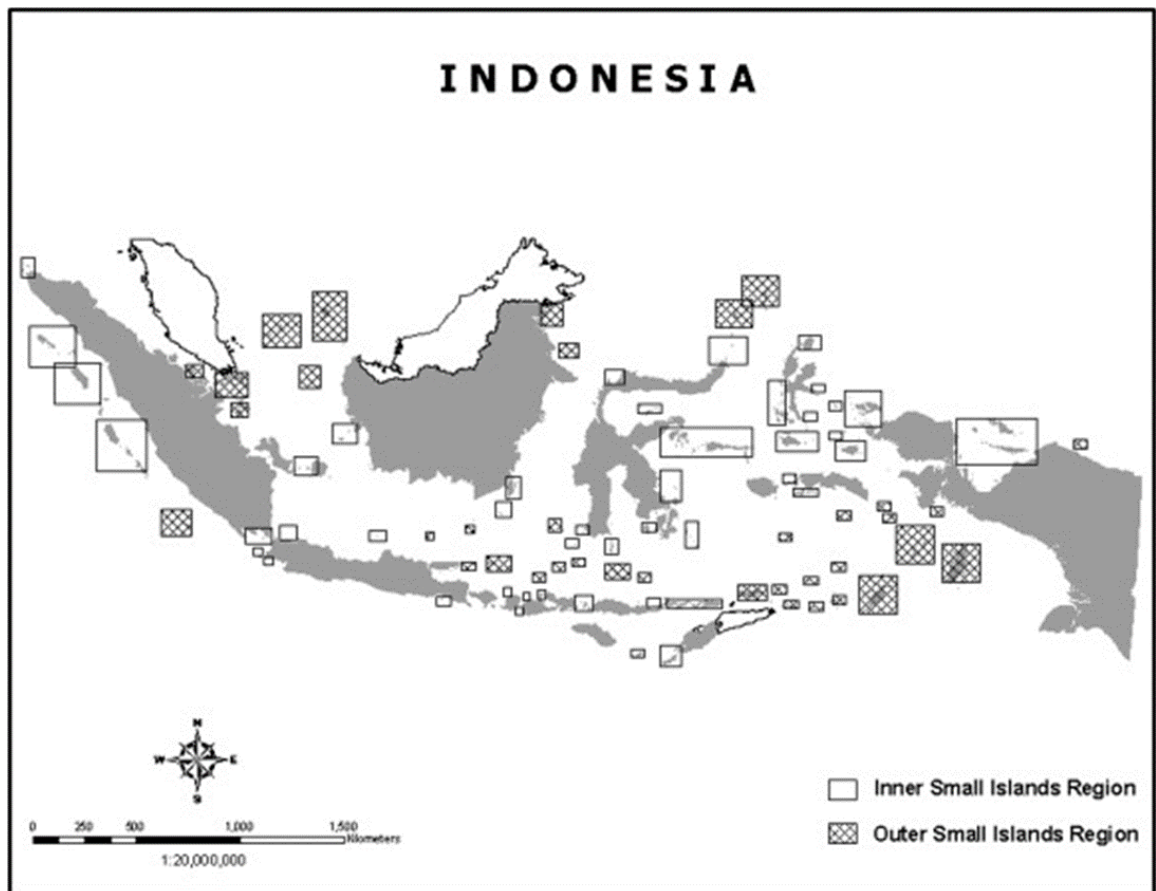 INDONESIA
N
W E
S
Inner Small Islands Region
Outer Small Islands Region
0 250 500 1,000 1,500
Kilometers
1:20,000,000